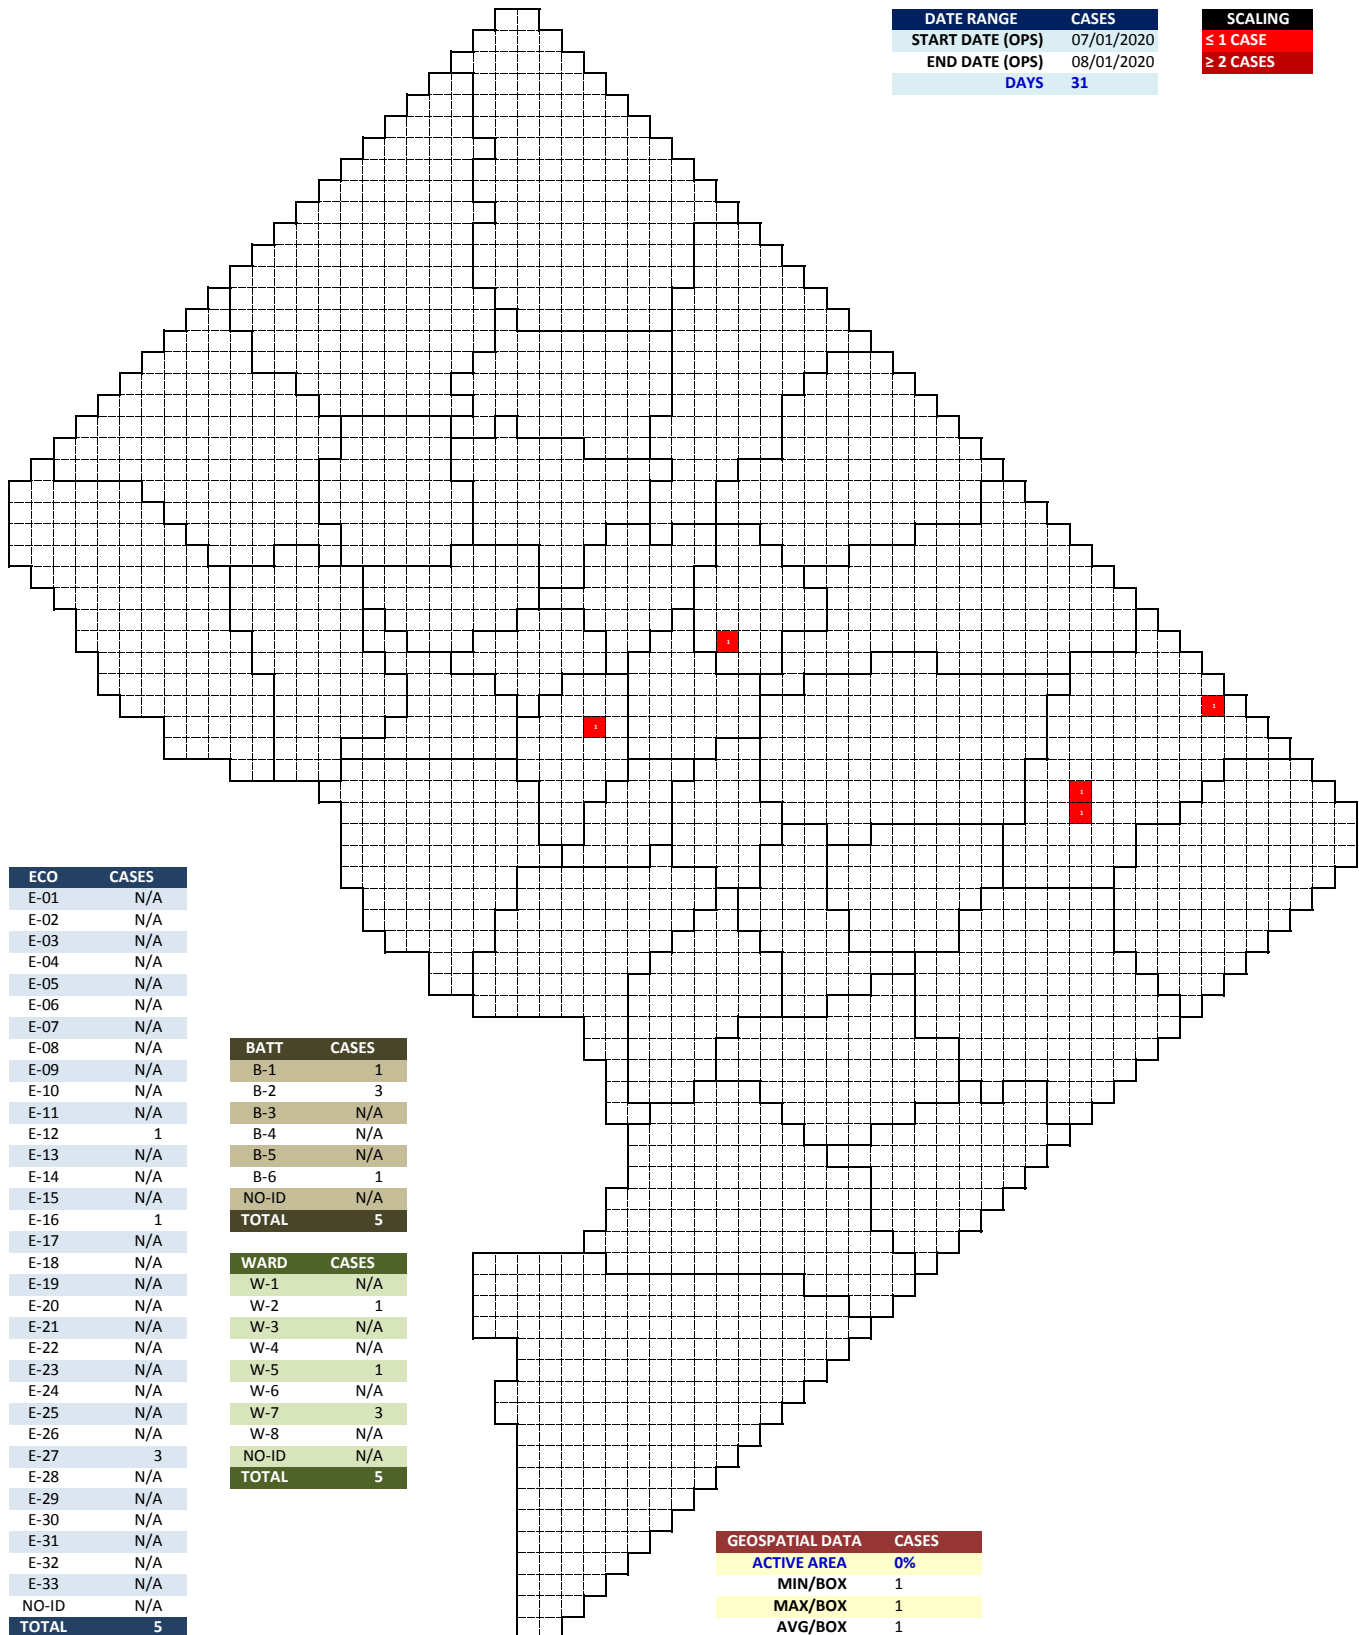 DATE RANGE CASES
START DATE (OPS) 07/01/2020
END DATE (OPS) 08/01/2020
DAYS 31
SCALING
≤ 1 CASE
≥ 2 CASES
1
1
1
1
1
ECO CASES
E-01 N/A
E-02 N/A
E-03 N/A
E-04 N/A
E-05 N/A
E-06 N/A
E-07 N/A
E-08 N/A
E-09 N/A
E-10 N/A
E-11 N/A
E-12 1
E-13 N/A
E-14 N/A
E-15 N/A
E-16 1
E-17 N/A
E-18 N/A
E-19 N/A
E-20 N/A
E-21 N/A
E-22 N/A
E-23 N/A
E-24 N/A
E-25 N/A
E-26 N/A
E-27 3
E-28 N/A
E-29 N/A
E-30 N/A
E-31 N/A
E-32 N/A
E-33 N/A
NO-ID N/A
TOTAL 5
BATT CASES
B-1 1
B-2 3
B-3 N/A
B-4 N/A
B-5 N/A
B-6 1
NO-ID N/A
TOTAL 5
WARD CASES
W-1 N/A
W-2 1
W-3 N/A
W-4 N/A
W-5 1
W-6 N/A
W-7 3
W-8 N/A
NO-ID N/A
TOTAL 5
GEOSPATIAL DATA CASES
ACTIVE AREA 0%
MIN/BOX 1
MAX/BOX 1
AVG/BOX 1